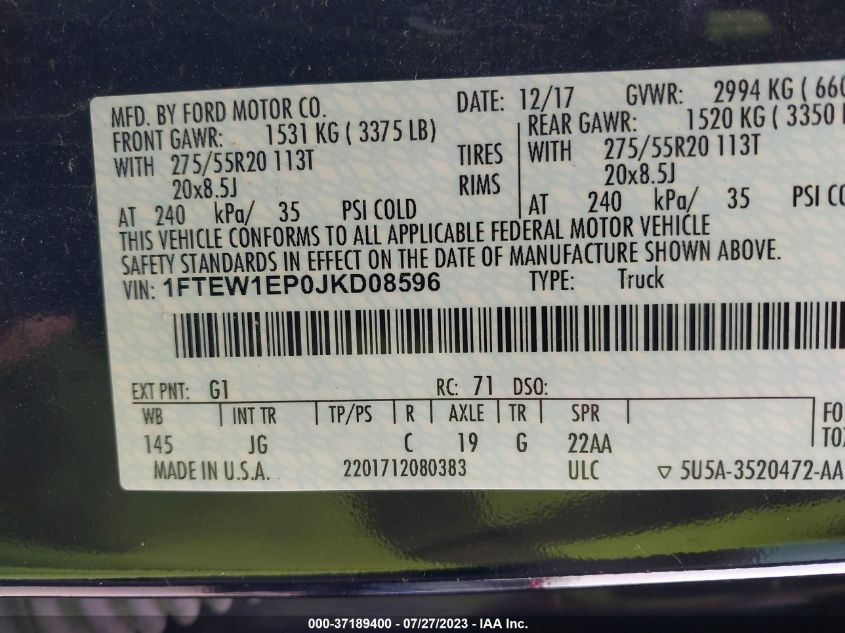 MFD. BY FORD MOTOR CO. DATE: 12/17 GVWR: 2994 KG ( 660
FRONT GAWR: 1531 KG ( 3375 LB) REAR GAWR: 1520 KG ( 3350 L
WITH 275/55R20 113T TIRES WITH 275/55R20 113T
20x8.5J RIMS 20x8.5J
AT 240 kPa/ 35 PSI COLD AT 240 kPa/ 35 PSI CO
THIS VEHICLE CONFORMS TO ALL APPLICABLE FEDERAL MOTOR VEHICLE
SAFETY STANDARDS IN EFFECT ON THE DATE OF MANUFACTURE SHOWN ABOVE.
VIN: 1FTEW1EP0JKD08596 TYPE: Truck
EXT PNT: G1 RC: 71 DSO:
WB INT TR TP/PS R AXLE TR SPR FO
145 JG C 19 G 22AA TOZ
MADE IN U.S.A. 2201712080383 ULC ▽ 5U5A-3520472-AA
000-37189400 - 07/27/2023 - © IAA Inc.